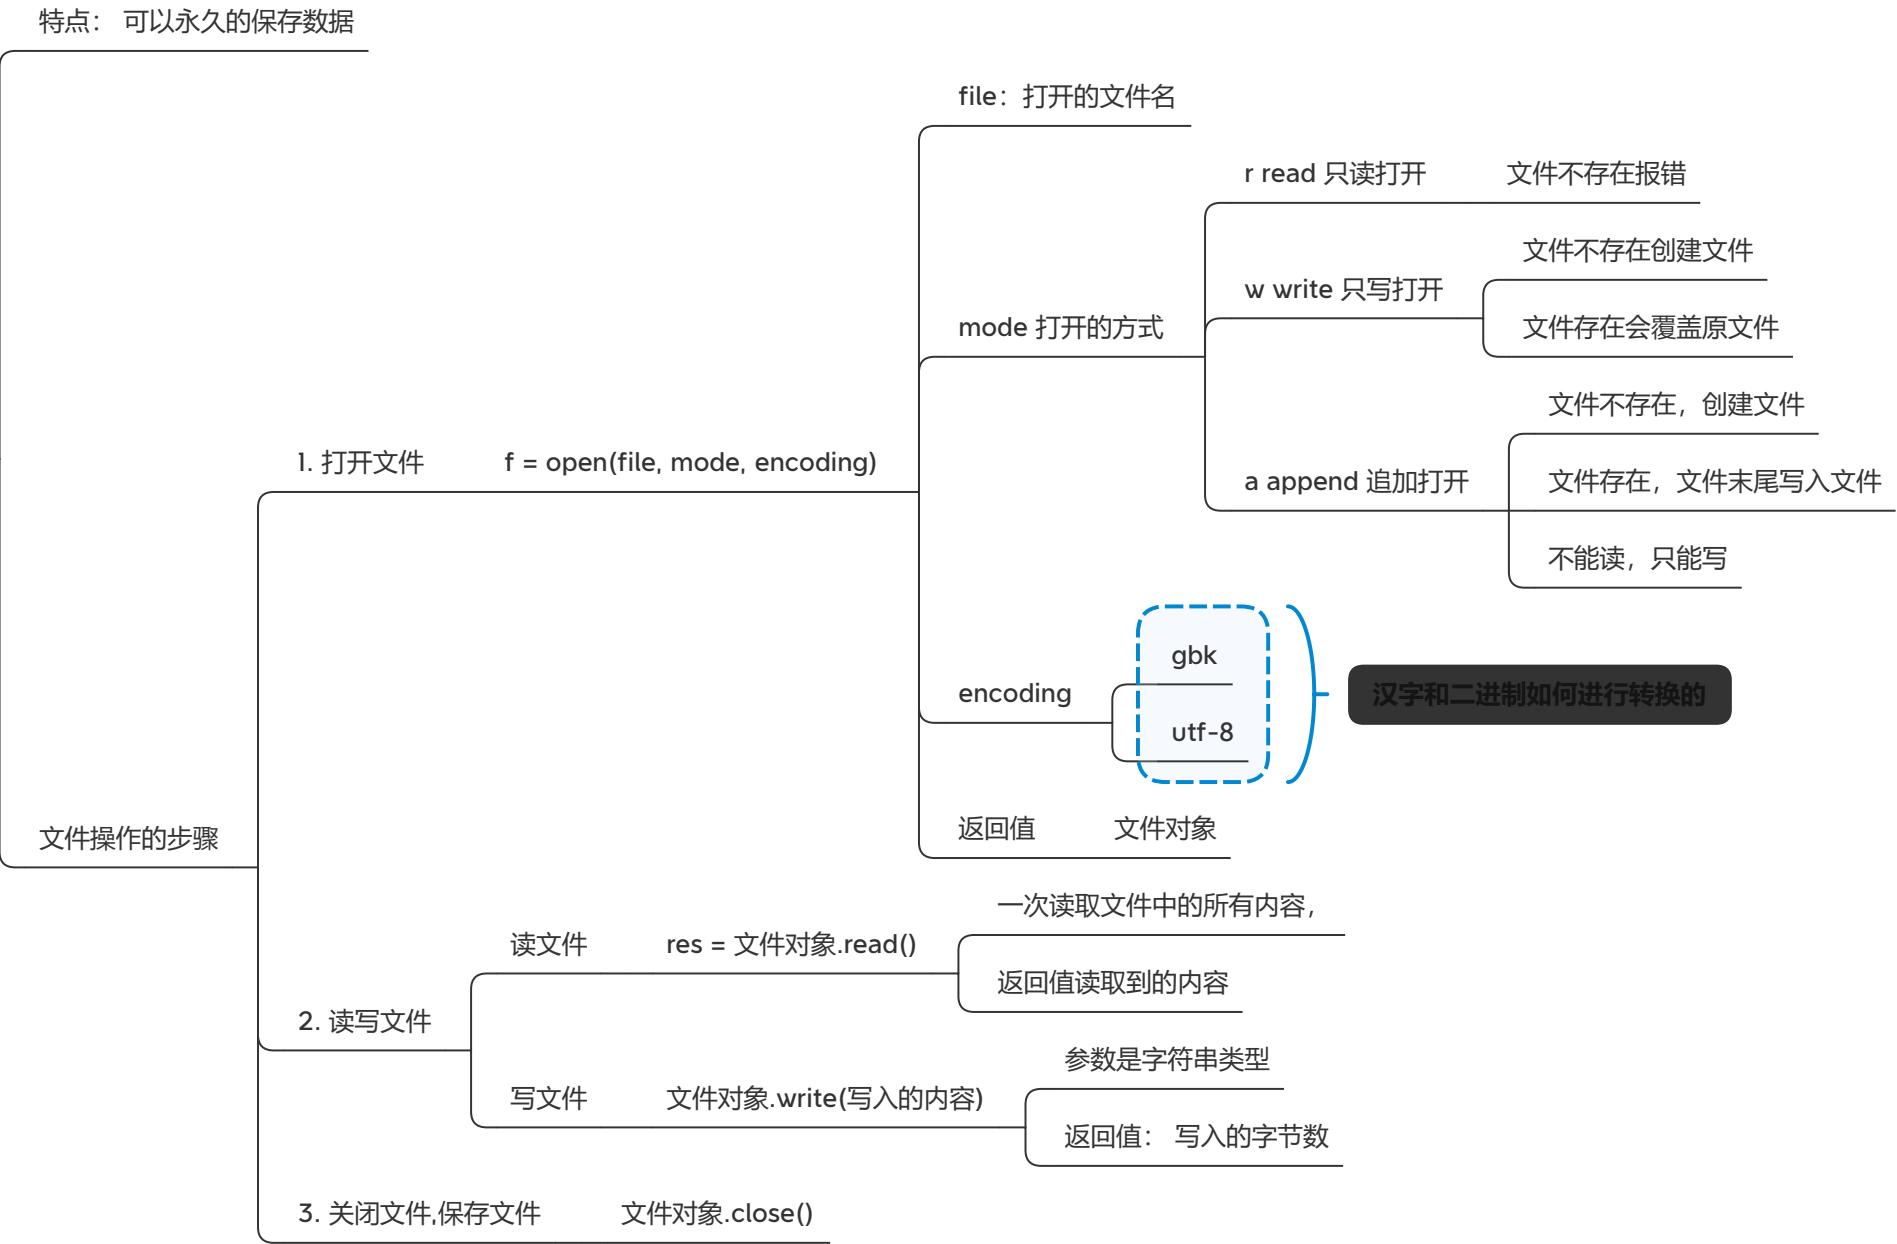 特点： 可以永久的保存数据
文件操作的步骤
1. 打开文件
f = open(file, mode, encoding)
file：打开的文件名
mode 打开的方式
r read 只读打开
文件不存在报错
w write 只写打开
文件不存在创建文件
文件存在会覆盖原文件
a append 追加打开
文件不存在，创建文件
文件存在，文件末尾写入文件
不能读，只能写
encoding
gbk
utf-8
汉字和二进制如何进行转换的
返回值
文件对象
2. 读写文件
读文件
res = 文件对象.read()
一次读取文件中的所有内容，
返回值读取到的内容
写文件
文件对象.write(写入的内容)
参数是字符串类型
返回值： 写入的字节数
3. 关闭文件,保存文件
文件对象.close()